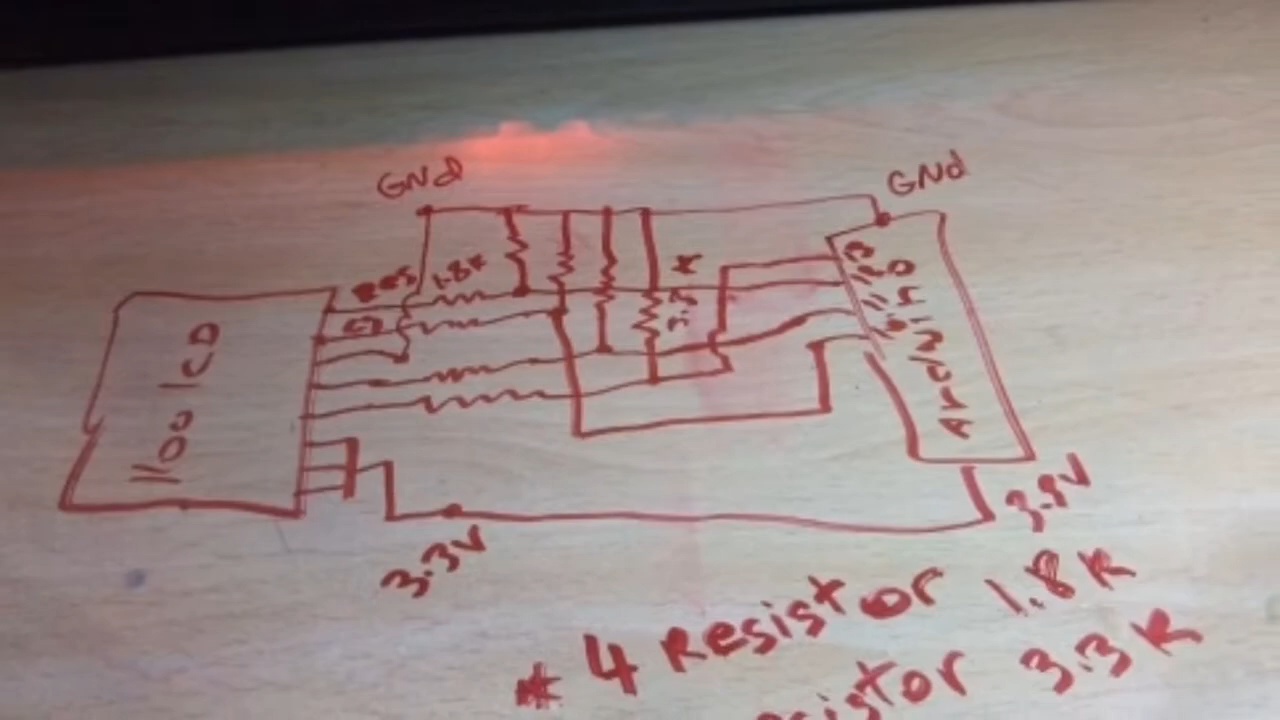 GNd
GNd
Res
1.8K
3.3K
13
12
11
1100 LCD
ArdUINO
3.3V
3.3V
* 4 Resistor 1.8K
sistor 3.3K